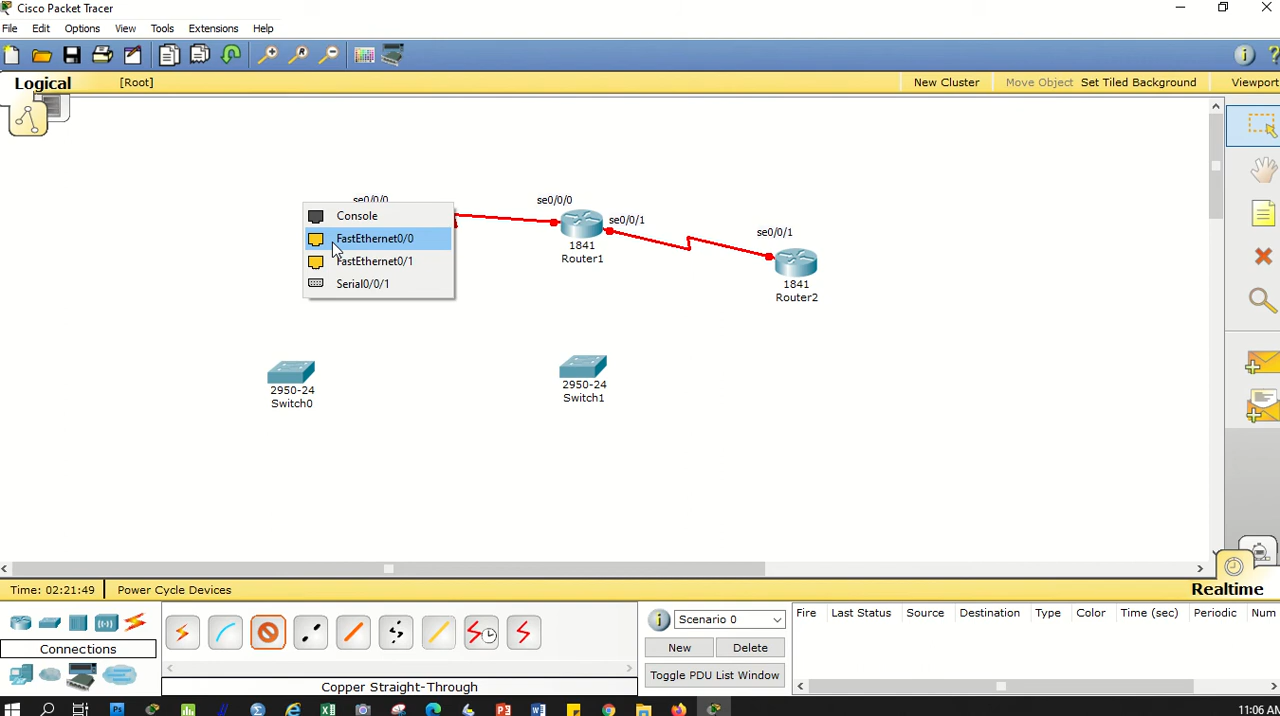 Cisco Packet Tracer
File Edit Options View Tools Extensions Help
Logical [Root] New Cluster Move Object Set Tiled Background Viewport
se0/0/0
se0/0/0
Console
FastEthernet0/0
FastEthernet0/1
Serial0/0/1
se0/0/1
1841
Router1
se0/0/1
1841
Router2
2950-24
Switch0
2950-24
Switch1
Time: 02:21:49 Power Cycle Devices Realtime
Connections
Copper Straight-Through
Scenario 0
New Delete
Toggle PDU List Window
Fire Last Status Source Destination Type Color Time (sec) Periodic Num
11:06 AM